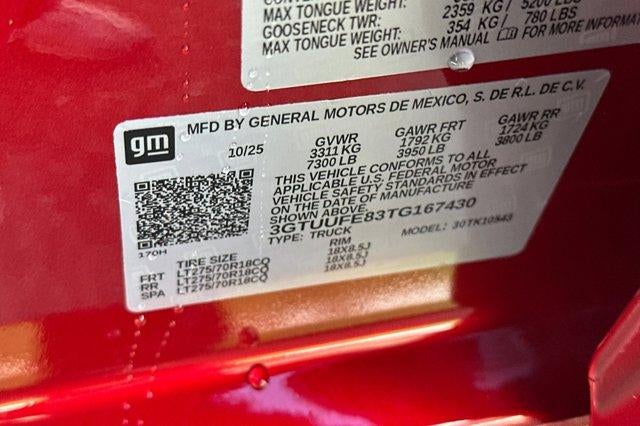 MAX TONGUE WEIGHT: 2359 KG / 5200 LBS
GOOSENECK TWR: 354 KG / 780 LBS
MAX TONGUE WEIGHT:
SEE OWNER'S MANUAL FOR MORE INFORMA
gm
MFD BY GENERAL MOTORS DE MEXICO, S. DE R.L. DE C.V.
10/25
GVWR GAWR FRT GAWR RR
3311 KG 1792 KG 1724 KG
7300 LB 3950 LB 3800 LB
THIS VEHICLE CONFORMS TO ALL
APPLICABLE U.S. FEDERAL MOTOR
VEHICLE SAFETY STANDARDS IN EFFECT
ON THE DATE OF MANUFACTURE
SHOWN ABOVE.
3GTUUFE83TG167430
TYPE: TRUCK MODEL: 30TK10543
170H
TIRE SIZE RIM
FRT LT275/70R18CQ 18X8.5J
RR LT275/70R18CQ 18X8.5J
SPA LT275/70R18CQ 18X8.5J